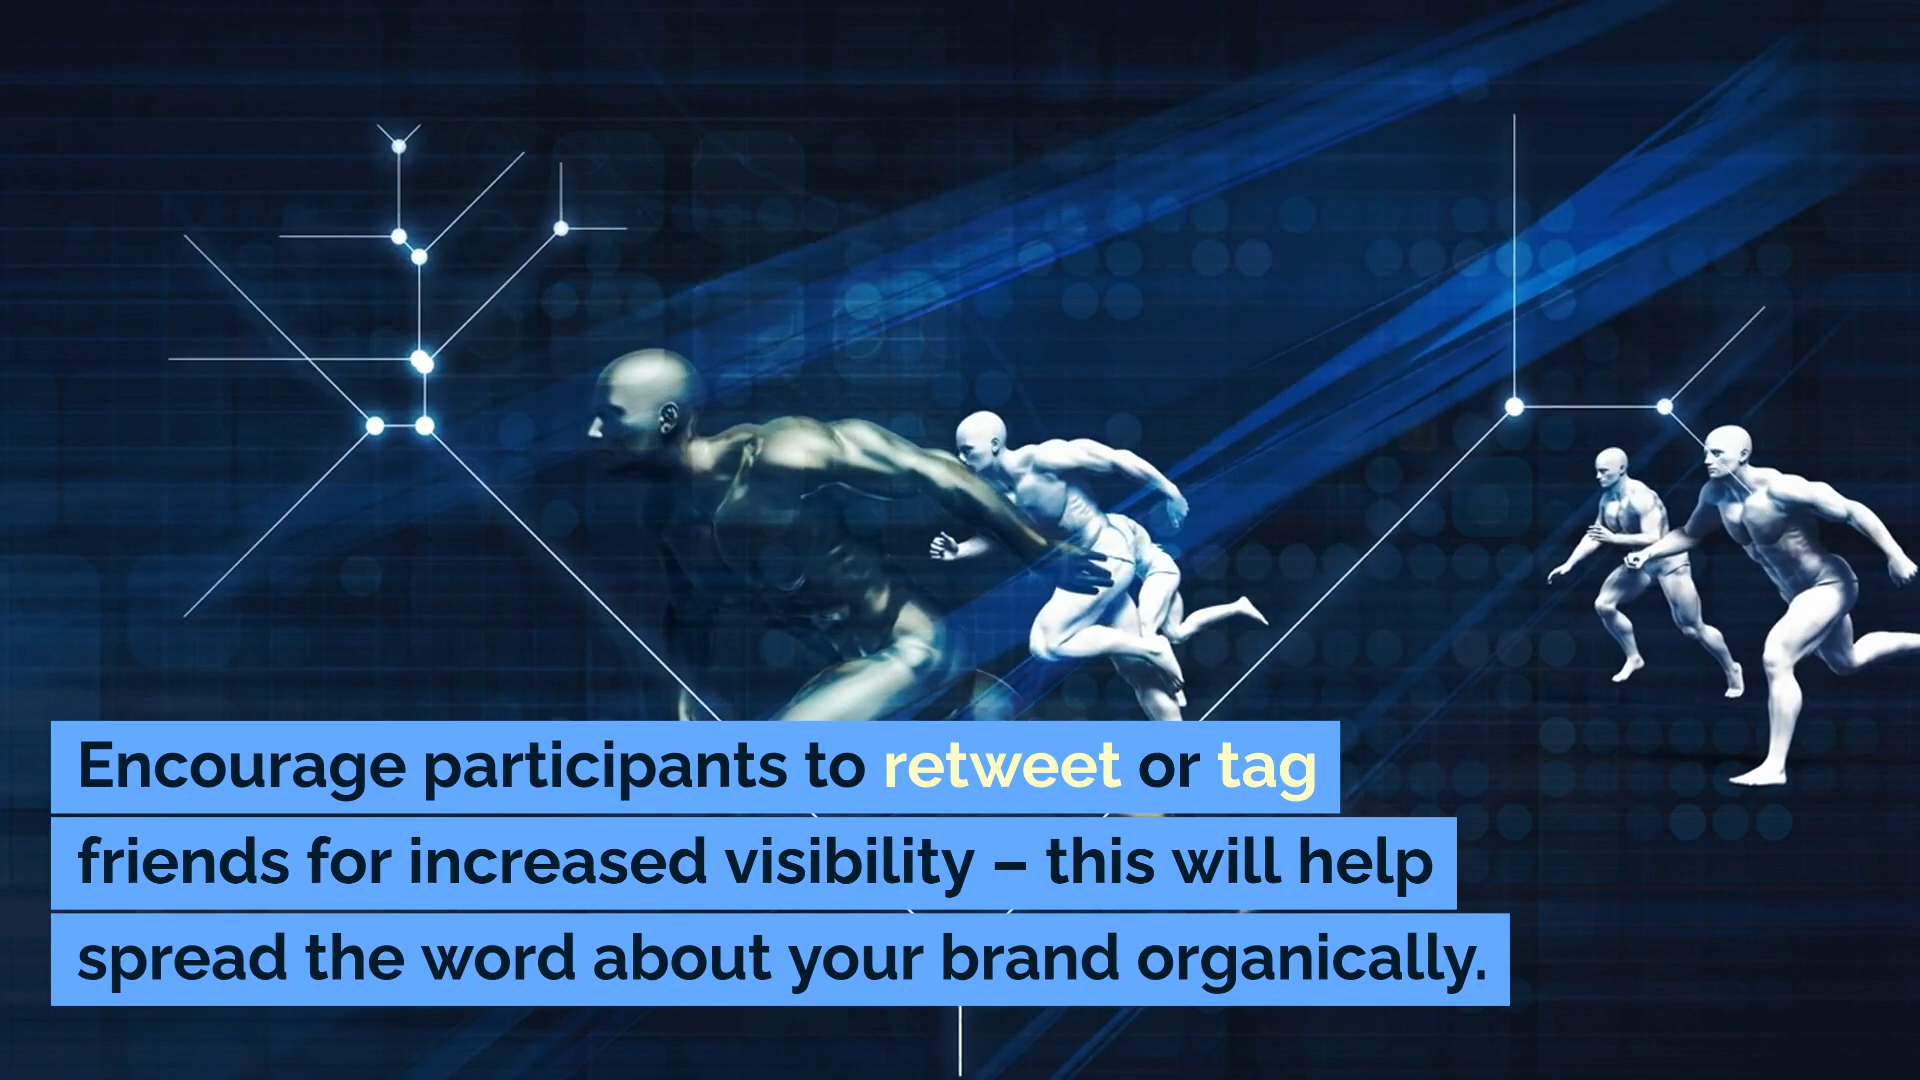 Encourage participants to retweet or tag
friends for increased visibility – this will help
spread the word about your brand organically.